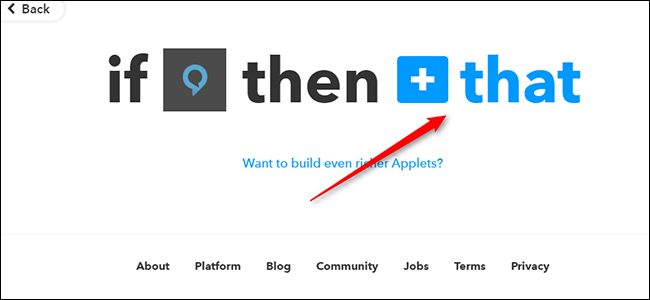 Back
if then + that
Want to build even richer Applets?
About Platform Blog Community Jobs Terms Privacy